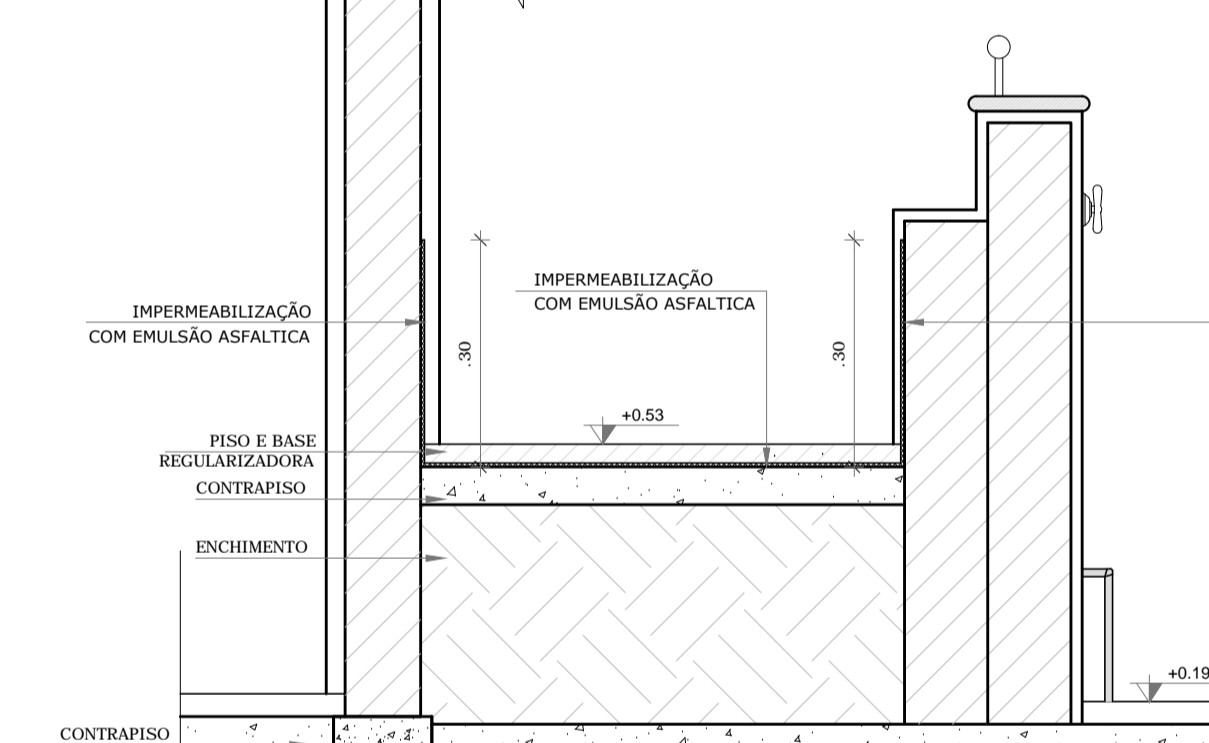 IMPERMEABILIZAÇÃO
COM EMULSÃO ASFALTICA
IMPERMEABILIZAÇÃO
COM EMULSÃO ASFALTICA
.30
.30
+0.53
PISO E BASE
REGULARIZADORA
CONTRAPISO
ENCHIMENTO
+0.19
CONTRAPISO